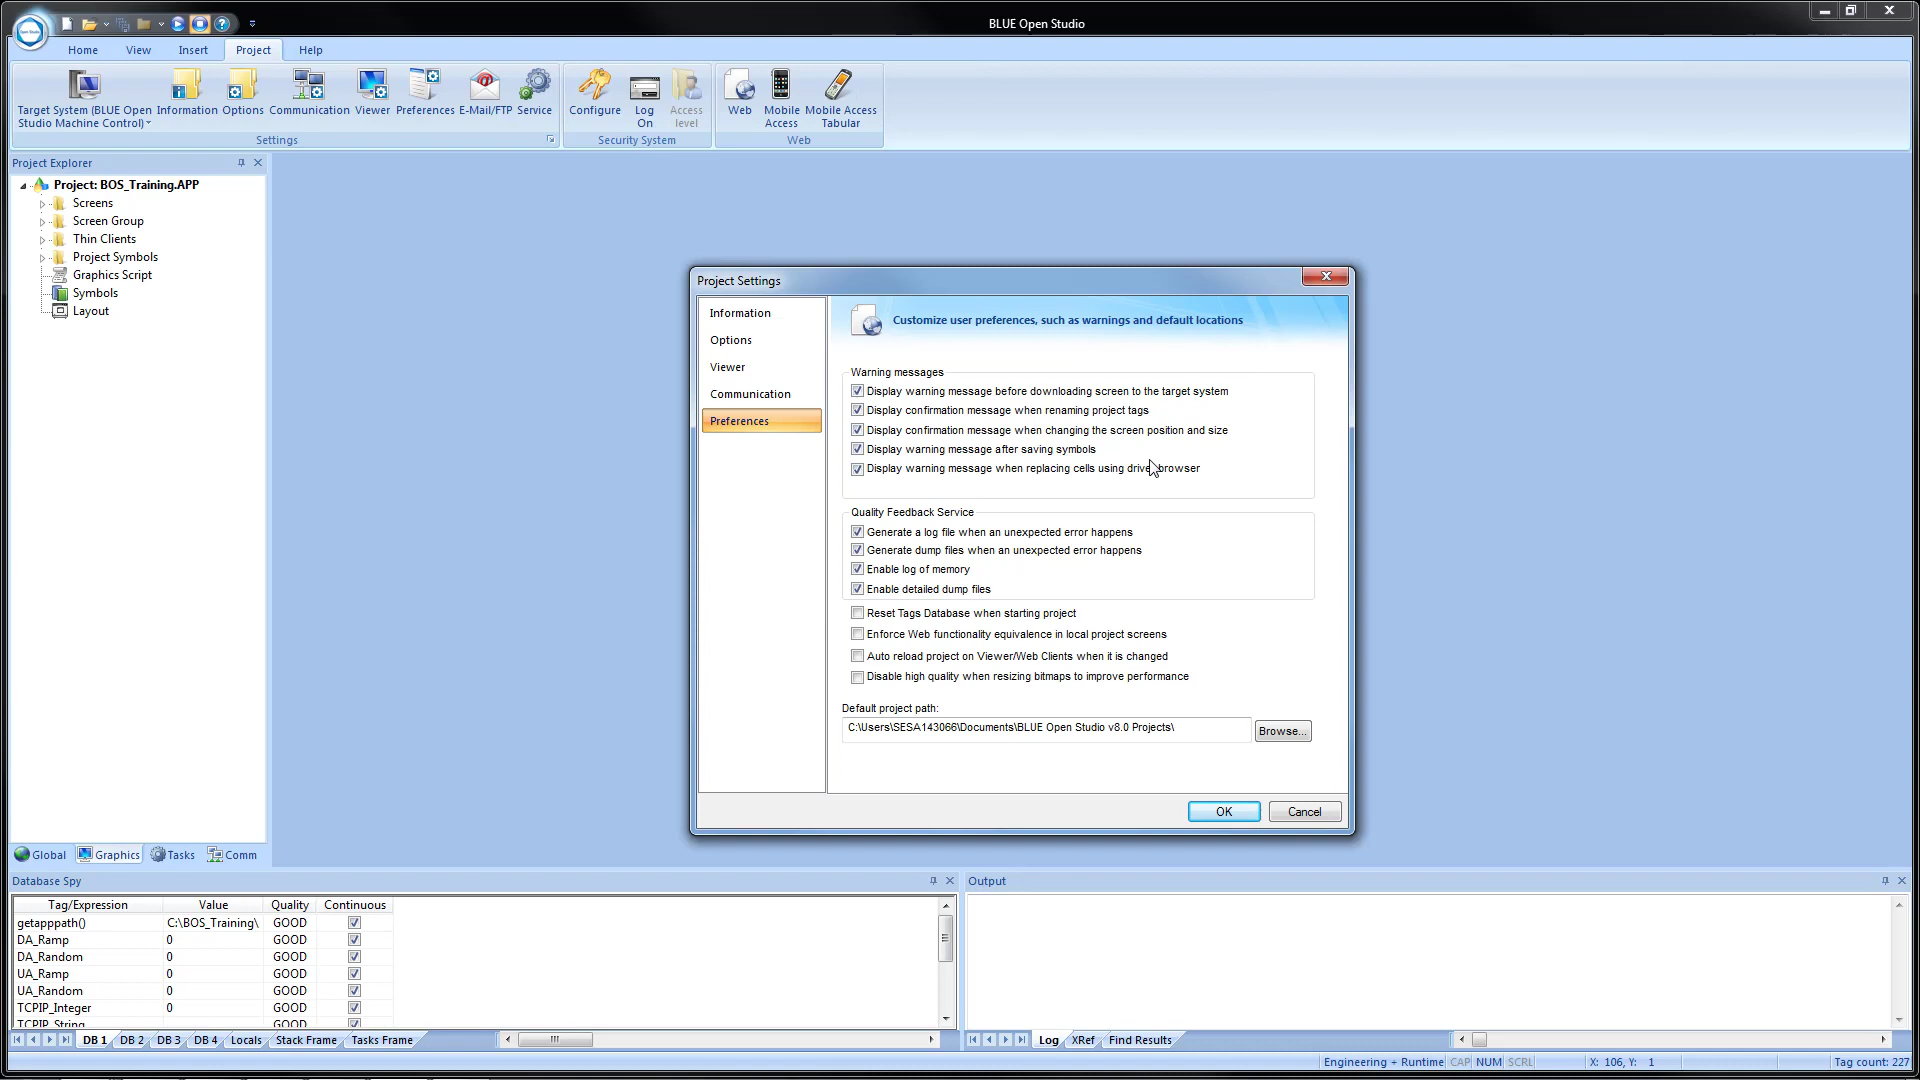 BLUE Open Studio
Home View Insert Project Help
Target System (BLUE Open Studio Machine Control)
Information
Options
Communication
Viewer
Preferences
E-Mail/FTP
Service
Configure
Log On
Access level
Web
Mobile Access
Mobile Access Tabular
Settings
Security System
Web
Project Explorer
Project: BOS_Training.APP
Screens
Screen Group
Thin Clients
Project Symbols
Graphics Script
Symbols
Layout
Global Graphics Tasks Comm
Project Settings
Information
Options
Viewer
Communication
Preferences
Customize user preferences, such as warnings and default locations
Warning messages
Display warning message before downloading screen to the target system
Display confirmation message when renaming project tags
Display confirmation message when changing the screen position and size
Display warning message after saving symbols
Display warning message when replacing cells using drive browser
Quality Feedback Service
Generate a log file when an unexpected error happens
Generate dump files when an unexpected error happens
Enable log of memory
Enable detailed dump files
Reset Tags Database when starting project
Enforce Web functionality equivalence in local project screens
Auto reload project on Viewer/Web Clients when it is changed
Disable high quality when resizing bitmaps to improve performance
Default project path:
C:\Users\SESA143066\Documents\BLUE Open Studio v8.0 Projects\
Browse...
OK Cancel
Database Spy
Tag/Expression Value Quality Continuous
getapppath() C:\BOS_Training\ GOOD
DA_Ramp 0 GOOD
DA_Random 0 GOOD
UA_Ramp 0 GOOD
UA_Random 0 GOOD
TCPIP_Integer 0 GOOD
TCPIP_String GOOD
DB 1 DB 2 DB 3 DB 4 Locals Stack Frame Tasks Frame
Output
Log XRef Find Results
Engineering + Runtime CAP NUM SCRL X: 106, Y: 1 Tag count: 227